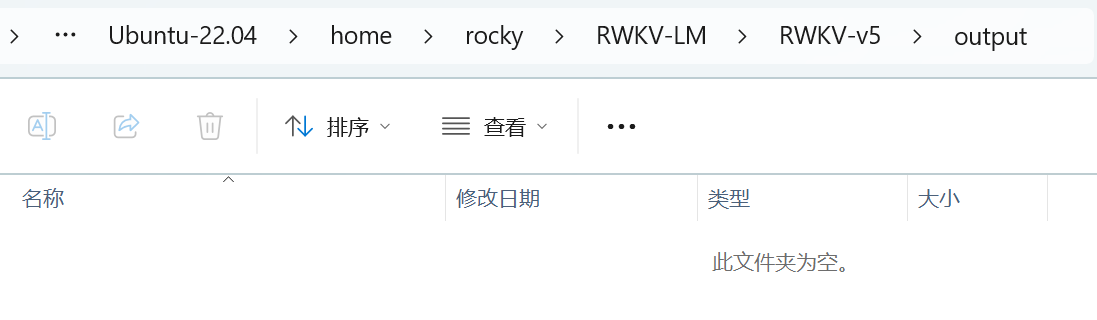 > ... Ubuntu-22.04 > home > rocky > RWKV-LM > RWKV-v5 > output
排序 查看 ...
名称 修改日期 类型 大小
此文件夹为空。